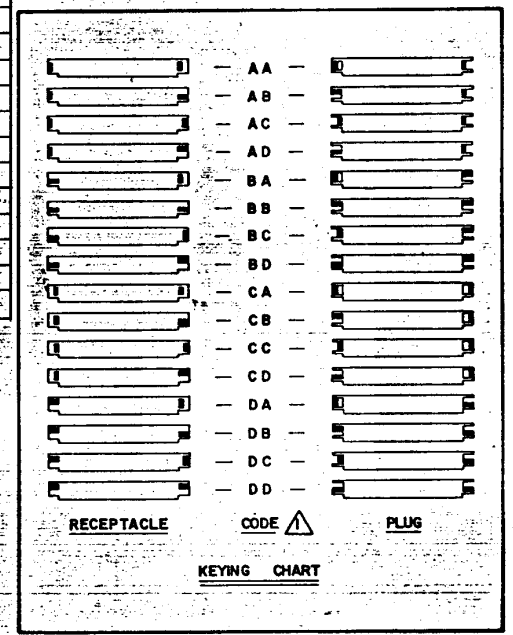 — AA —
— AB —
— AC —
— AD —
— BA —
— BB —
— BC —
— BD —
— CA —
— CB —
— CC —
— CD —
— DA —
— DB —
— DC —
— DD —
RECEPTACLE CODE 1 PLUG
KEYING CHART